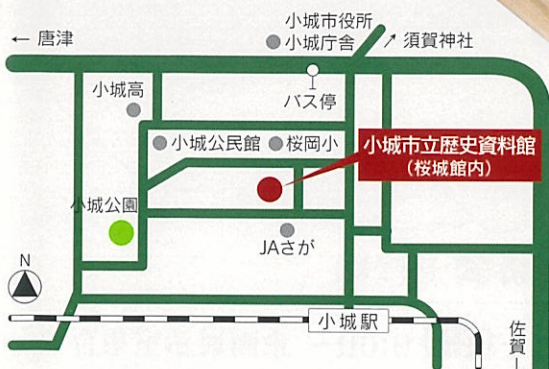 小城市役所
小城庁舎
← 唐津
↗ 須賀神社
小城高
バス停
小城公民館
桜岡小
小城市立歴史資料館
(桜城館内)
小城公園
JAさが
N
小城駅
佐賀